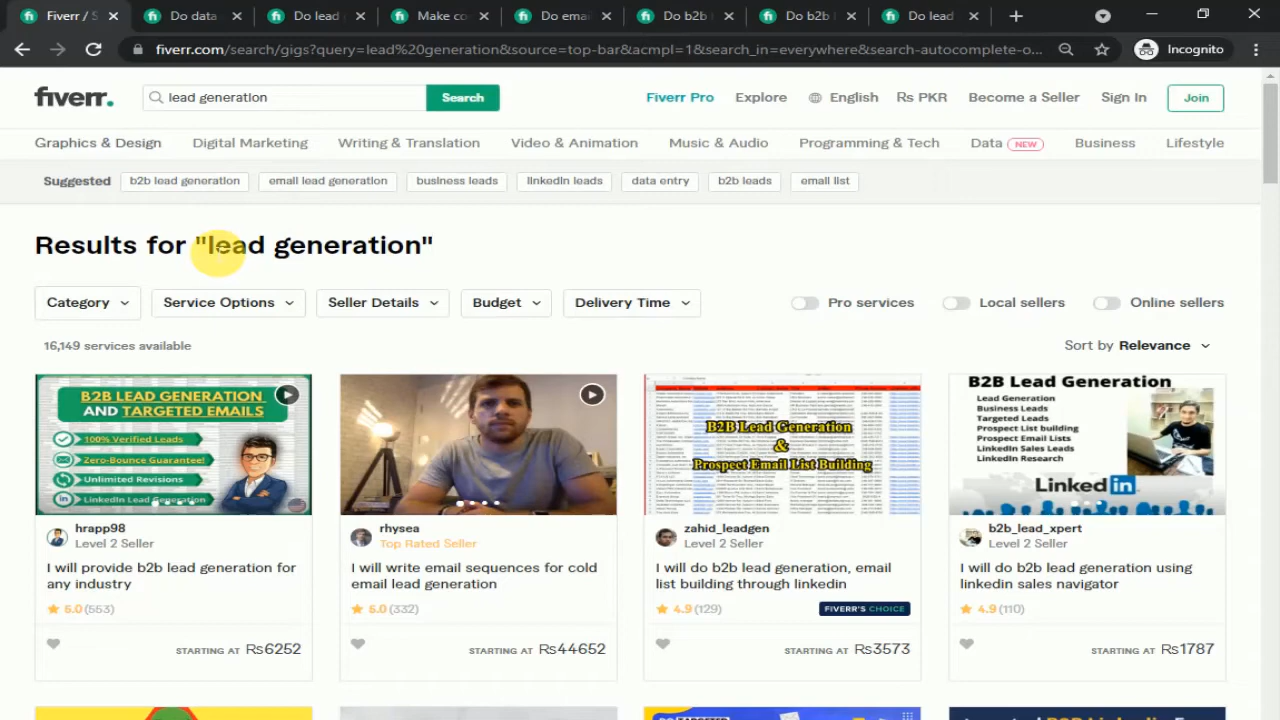 Fiverr / S
Do data
Do lead
Make co
Do emai
Do b2b l
Do b2b l
Do lead
fiverr.com/search/gigs?query=lead%20generation&source=top-bar&acmpl=1&search_in=everywhere&search-autocomplete-o...
Incognito
fiverr.
lead generation
Search
Fiverr Pro
Explore
English
Rs PKR
Become a Seller
Sign In
Join
Graphics & Design
Digital Marketing
Writing & Translation
Video & Animation
Music & Audio
Programming & Tech
Data NEW
Business
Lifestyle
Suggested
b2b lead generation
email lead generation
business leads
linkedin leads
data entry
b2b leads
email list
Results for "lead generation"
Category
Service Options
Seller Details
Budget
Delivery Time
Pro services
Local sellers
Online sellers
16,149 services available
Sort by Relevance
B2B LEAD GENERATION
AND TARGETED EMAILS
100% Verified Leads
Zero-Bounce Guarantee
Unlimited Revisions
LinkedIn Lead Generation
hrapp98
Level 2 Seller
I will provide b2b lead generation for
any industry
5.0 (553)
STARTING AT Rs6252
rhysea
Top Rated Seller
I will write email sequences for cold
email lead generation
5.0 (332)
STARTING AT Rs44652
B2B Lead Generation
&
Prospect Email List Building
zahid_leadgen
Level 2 Seller
I will do b2b lead generation, email
list building through linkedin
4.9 (129)
FIVERR'S CHOICE
STARTING AT Rs3573
B2B Lead Generation
Lead Generation
Business Leads
Prospect Leads
Prospect List building
Prospect Email Lists
LinkedIn Sales Leads
LinkedIn Research
Linked in
b2b_lead_xpert
Level 2 Seller
I will do b2b lead generation using
linkedin sales navigator
4.9 (110)
STARTING AT Rs1787